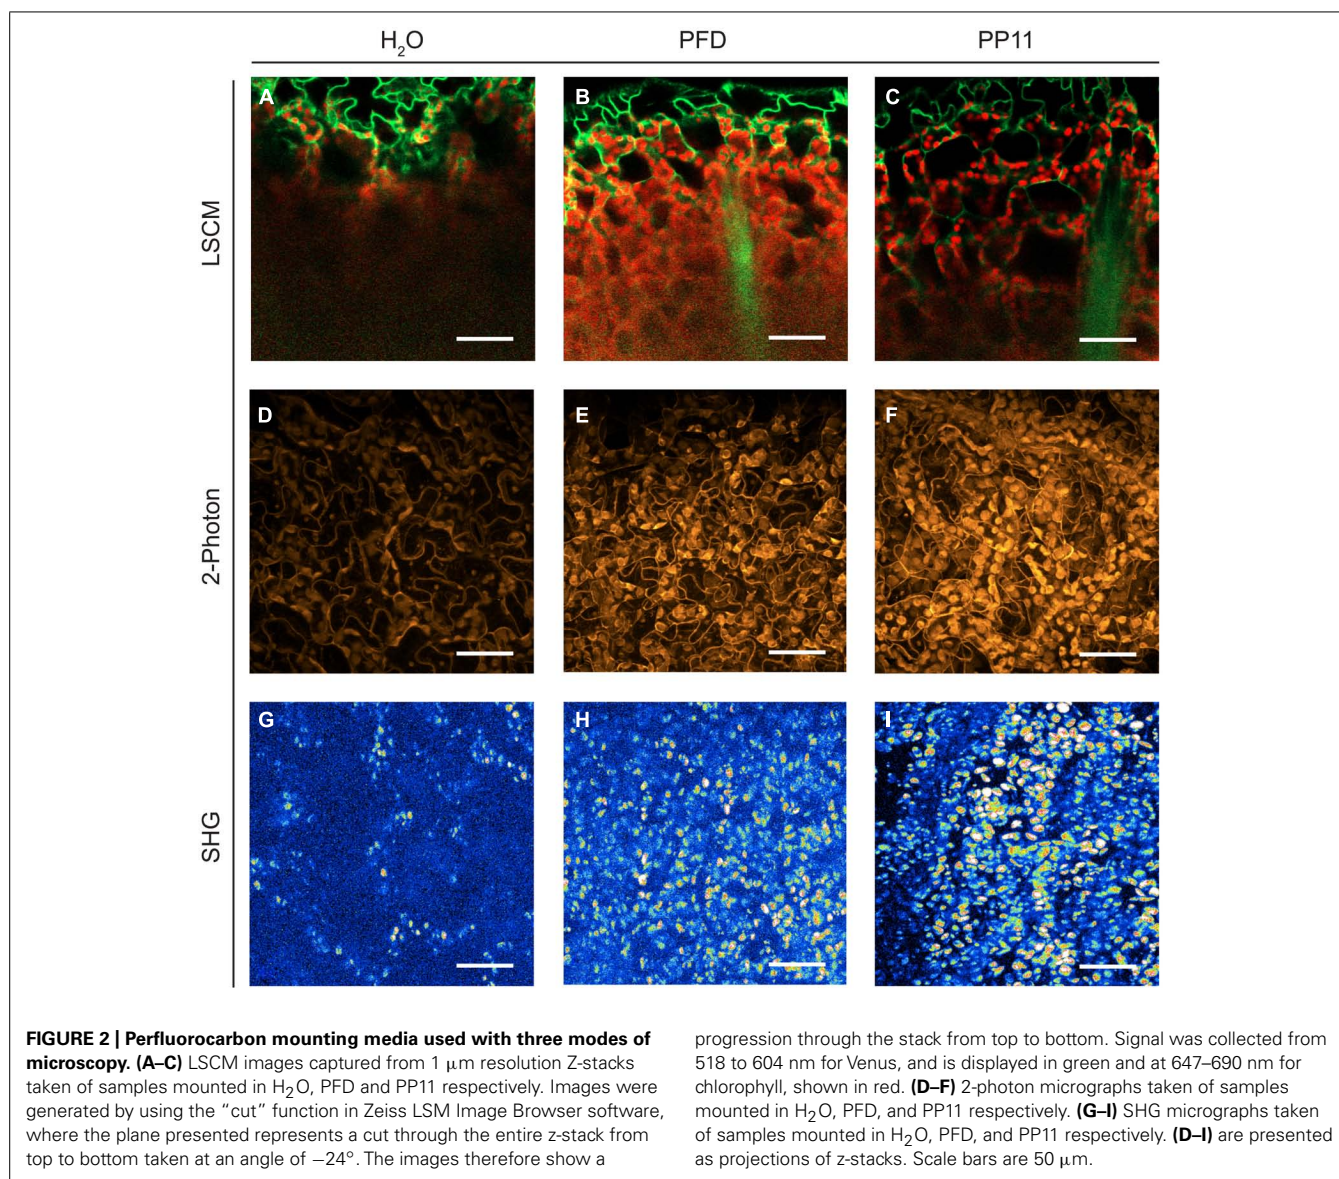 H₂O PFD PP11
LSCM
A B C
2-Photon
D E F
SHG
G H I
FIGURE 2 | Perfluorocarbon mounting media used with three modes of
microscopy. (A–C) LSCM images captured from 1 μm resolution Z-stacks
taken of samples mounted in H₂O, PFD and PP11 respectively. Images were
generated by using the “cut” function in Zeiss LSM Image Browser software,
where the plane presented represents a cut through the entire z-stack from
top to bottom taken at an angle of −24°. The images therefore show a
progression through the stack from top to bottom. Signal was collected from
518 to 604 nm for Venus, and is displayed in green and at 647–690 nm for
chlorophyll, shown in red. (D–F) 2-photon micrographs taken of samples
mounted in H₂O, PFD, and PP11 respectively. (G–I) SHG micrographs taken
of samples mounted in H₂O, PFD, and PP11 respectively. (D–I) are presented
as projections of z-stacks. Scale bars are 50 μm.